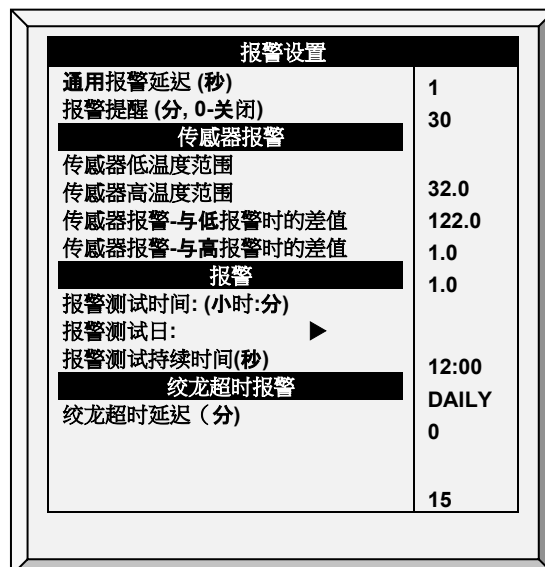 报警设置
通用报警延迟 (秒) 1
报警提醒 (分, 0-关闭) 30
传感器报警
传感器低温度范围 32.0
传感器高温度范围 122.0
传感器报警-与低报警时的差值 1.0
传感器报警-与高报警时的差值 1.0
报警
报警测试时间: (小时:分) 12:00
报警测试日: ▶ DAILY
报警测试持续时间(秒) 0
绞龙超时报警
绞龙超时延迟（分) 15